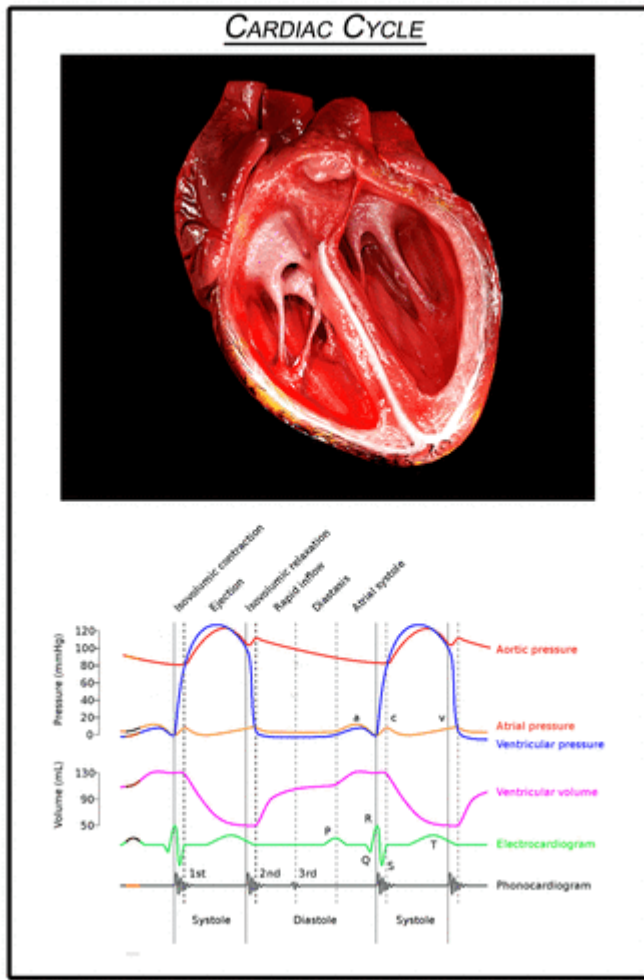 CARDIAC CYCLE
Isovolumic contraction
Ejection
Isovolumic relaxation
Rapid inflow
Diastasis
Atrial systole
Pressure (mmHg)
120
100
80
60
40
20
0
a
c
v
Aortic pressure
Atrial pressure
Ventricular pressure
Volume (mL)
130
90
50
Ventricular volume
R
P
Q
S
T
Electrocardiogram
1st
2nd
3rd
Phonocardiogram
Systole
Diastole
Systole